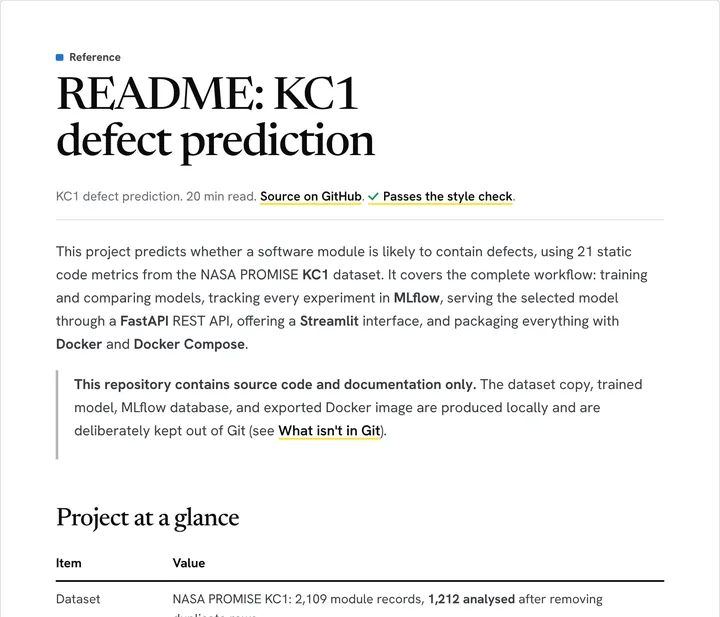 Reference
README: KC1
defect prediction
KC1 defect prediction. 20 min read. Source on GitHub. ✓ Passes the style check.
This project predicts whether a software module is likely to contain defects, using 21 static
code metrics from the NASA PROMISE KC1 dataset. It covers the complete workflow: training
and comparing models, tracking every experiment in MLflow, serving the selected model
through a FastAPI REST API, offering a Streamlit interface, and packaging everything with
Docker and Docker Compose.
This repository contains source code and documentation only. The dataset copy, trained
model, MLflow database, and exported Docker image are produced locally and are
deliberately kept out of Git (see What isn't in Git).
Project at a glance
Item Value
Dataset NASA PROMISE KC1: 2,109 module records, 1,212 analysed after removing